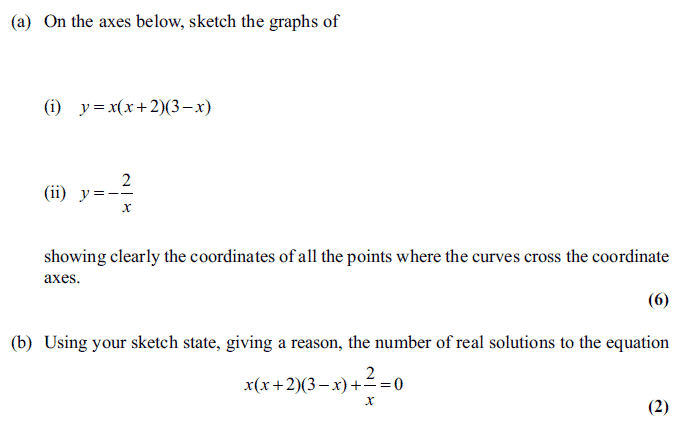 (a) On the axes below, sketch the graphs of
(i) y = x(x + 2)(3 − x)
(ii) y = −2/x
showing clearly the coordinates of all the points where the curves cross the coordinate
axes.
(6)
(b) Using your sketch state, giving a reason, the number of real solutions to the equation
x(x + 2)(3 − x) + 2/x = 0
(2)